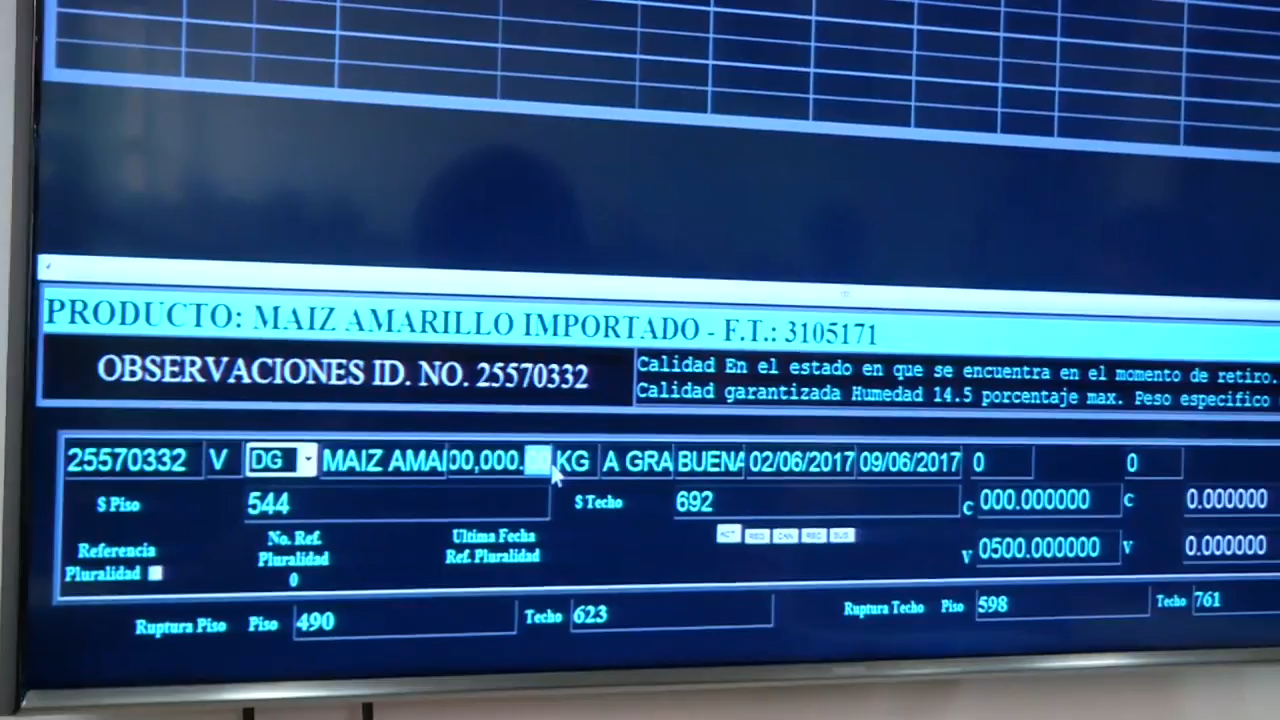 PRODUCTO: MAIZ AMARILLO IMPORTADO - F.T.: 3105171
OBSERVACIONES ID. NO. 25570332
Calidad En el estado en que se encuentra en el momento de retiro.
Calidad garantizada Humedad 14.5 porcentaje max. Peso especifico
25570332 V DG MAIZ AMA 00,000.00 KG A GRA BUENA 02/06/2017 09/06/2017 0 0
$ Piso 544 $ Techo 692 C 000.000000 C 0.000000
Referencia Pluralidad
No. Ref. Pluralidad
0
Ultima Fecha Ref. Pluralidad
V 0500.000000 V 0.000000
Ruptura Piso Piso 490 Techo 623 Ruptura Techo Piso 598 Techo 761